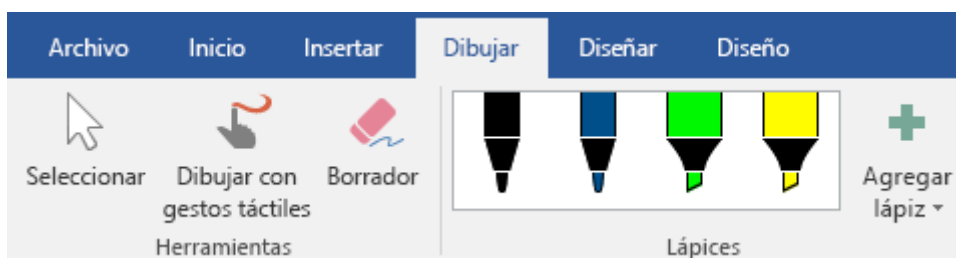 Archivo Inicio Insertar Dibujar Diseñar Diseño
Seleccionar
Dibujar con
gestos táctiles
Borrador
Agregar
lápiz
Herramientas
Lápices